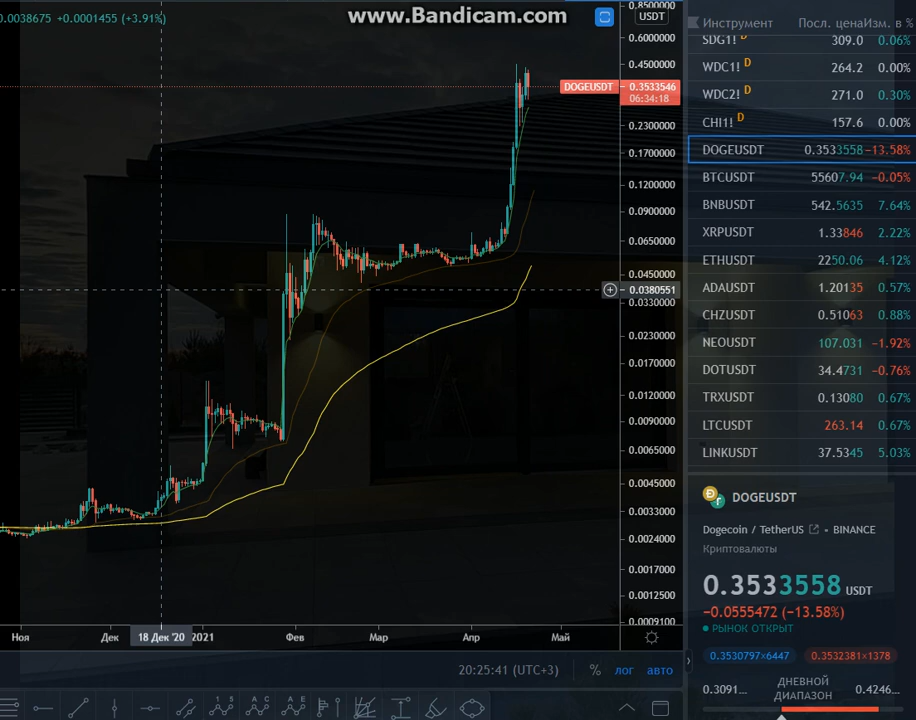 0.0038675 +0.0001455 (+3.91%)
www.Bandicam.com
USDT
0.8500000
0.6000000
0.4500000
DOGEUSDT 0.3533546
06:34:18
0.2300000
0.1700000
0.1200000
0.0900000
0.0650000
0.0450000
0.0380551
0.0330000
0.0230000
0.0170000
0.0120000
0.0090000
0.0065000
0.0045000
0.0033000
0.0024000
0.0017000
0.0012500
0.0009100
Ноя Дек 18 Дек '20 2021 Фев Мар Апр Май
20:25:41 (UTC+3) % лог авто
Инструмент Посл. цена Изм. в %
SDG1! D 309.0 0.06%
WDC1! D 264.2 0.00%
WDC2! D 271.0 0.30%
CHI1! D 157.6 0.00%
DOGEUSDT 0.3533558 −13.58%
BTCUSDT 55607.94 −0.05%
BNBUSDT 542.5635 7.64%
XRPUSDT 1.33846 2.22%
ETHUSDT 2250.06 4.12%
ADAUSDT 1.20135 0.57%
CHZUSDT 0.51063 0.88%
NEOUSDT 107.031 −1.92%
DOTUSDT 34.4731 −0.76%
TRXUSDT 0.13080 0.67%
LTCUSDT 263.14 0.67%
LINKUSDT 37.5345 5.03%
DOGEUSDT
Dogecoin / TetherUS • BINANCE
Криптовалюты
0.3533558 USDT
−0.0555472 (−13.58%)
РЫНОК ОТКРЫТ
0.3530797×6447 0.3532381×1378
0.3091... ДНЕВНОЙ ДИАПАЗОН 0.4246...